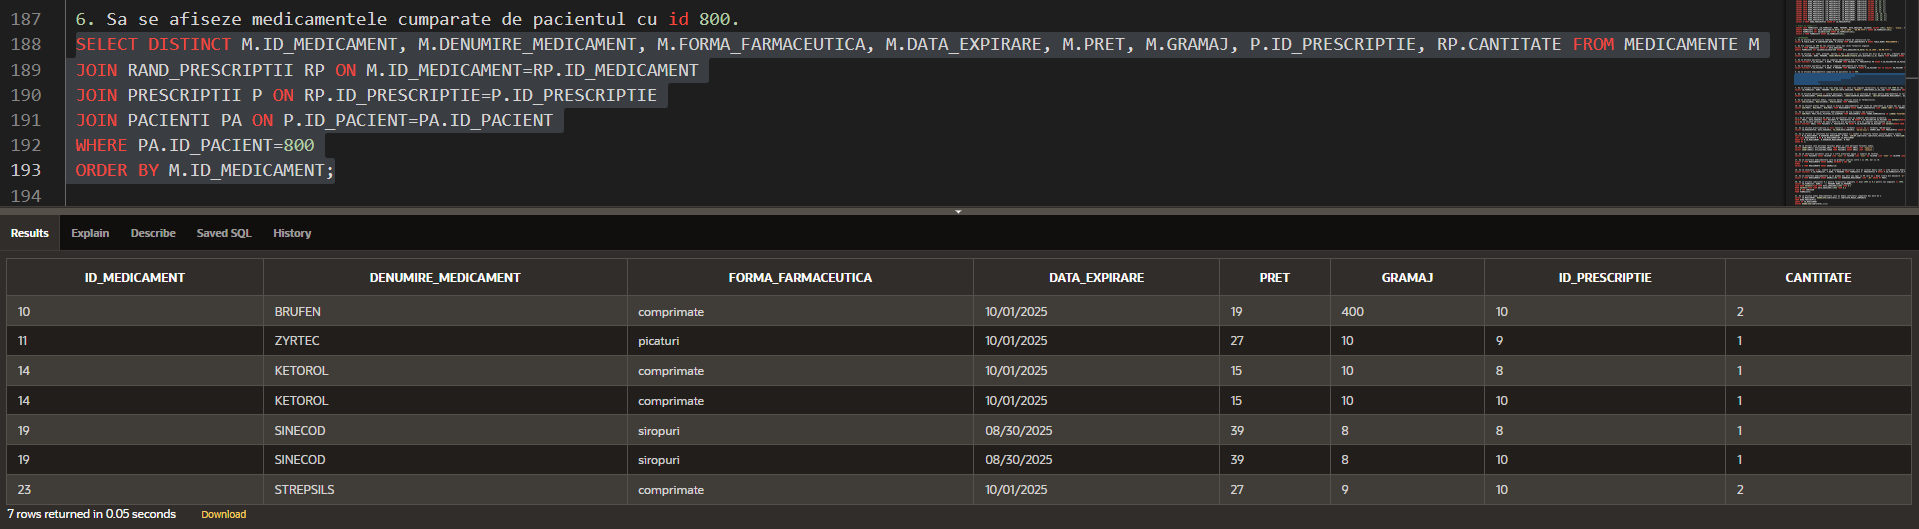 187 6. Sa se afiseze medicamentele cumparate de pacientul cu id 800.
188 SELECT DISTINCT M.ID_MEDICAMENT, M.DENUMIRE_MEDICAMENT, M.FORMA_FARMACEUTICA, M.DATA_EXPIRARE, M.PRET, M.GRAMAJ, P.ID_PRESCRIPTIE, RP.CANTITATE FROM MEDICAMENTE M
189 JOIN RAND_PRESCRIPTII RP ON M.ID_MEDICAMENT=RP.ID_MEDICAMENT
190 JOIN PRESCRIPTII P ON RP.ID_PRESCRIPTIE=P.ID_PRESCRIPTIE
191 JOIN PACIENTI PA ON P.ID_PACIENT=PA.ID_PACIENT
192 WHERE PA.ID_PACIENT=800
193 ORDER BY M.ID_MEDICAMENT;
194
Results Explain Describe Saved SQL History
ID_MEDICAMENT DENUMIRE_MEDICAMENT FORMA_FARMACEUTICA DATA_EXPIRARE PRET GRAMAJ ID_PRESCRIPTIE CANTITATE
10 BRUFEN comprimate 10/01/2025 19 400 10 2
11 ZYRTEC picaturi 10/01/2025 27 10 9 1
14 KETOROL comprimate 10/01/2025 15 10 8 1
14 KETOROL comprimate 10/01/2025 15 10 10 1
19 SINECOD siropuri 08/30/2025 39 8 8 1
19 SINECOD siropuri 08/30/2025 39 8 10 1
23 STREPSILS comprimate 10/01/2025 27 9 10 2
7 rows returned in 0.05 seconds Download